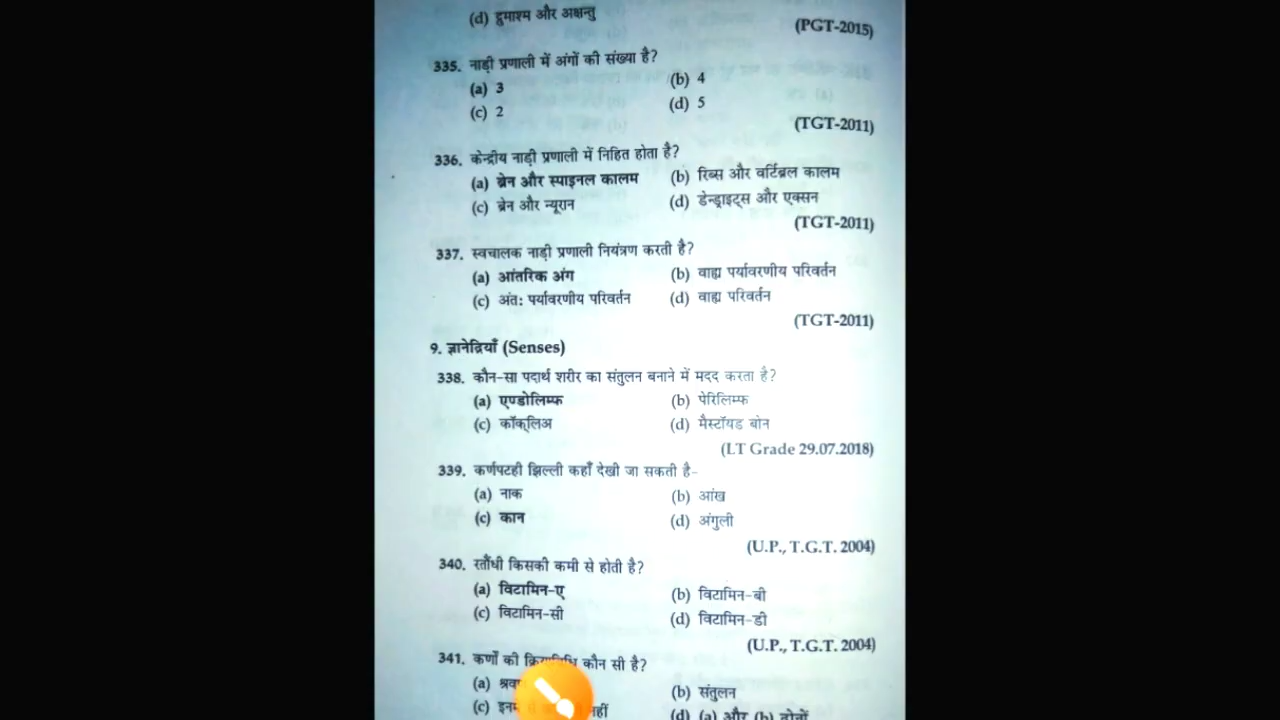 (d) द्रुमाश्म और अक्षन्तु
(PGT-2015)
335. नाड़ी प्रणाली में अंगों की संख्या है?
(a) 3 (b) 4
(c) 2 (d) 5
(TGT-2011)
336. केन्द्रीय नाड़ी प्रणाली में निहित होता है?
(a) ब्रेन और स्पाइनल कालम (b) रिब्स और वर्टिब्रल कालम
(c) ब्रेन और न्यूरान (d) डेन्ड्राइट्स और एक्सन
(TGT-2011)
337. स्वचालक नाड़ी प्रणाली नियंत्रण करती है?
(a) आंतरिक अंग (b) वाह्य पर्यावरणीय परिवर्तन
(c) अंतः पर्यावरणीय परिवर्तन (d) वाह्य परिवर्तन
(TGT-2011)
9. ज्ञानेद्रियाँ (Senses)
338. कौन-सा पदार्थ शरीर का संतुलन बनाने में मदद करता है?
(a) एण्डोलिम्फ (b) पेरिलिम्फ
(c) कॉक्लिअ (d) मैस्टॉयड बोन
(LT Grade 29.07.2018)
339. कर्णपटही झिल्ली कहाँ देखी जा सकती है-
(a) नाक (b) आंख
(c) कान (d) अंगुली
(U.P., T.G.T. 2004)
340. रतौंधी किसकी कमी से होती है?
(a) विटामिन-ए (b) विटामिन-बी
(c) विटामिन-सी (d) विटामिन-डी
(U.P., T.G.T. 2004)
341. कर्णों की कौन सी है?
(a) (b) संतुलन
(c) नहीं (d) (a) और (b) दोनों